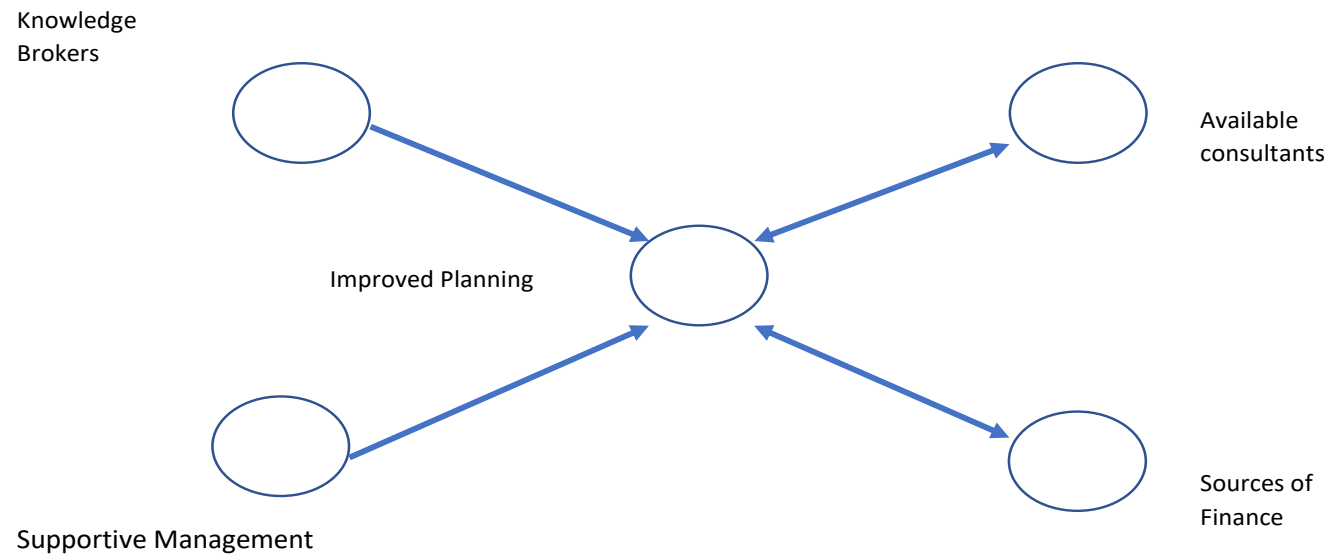 Knowledge
Brokers
Available
consultants
Improved Planning
Sources of
Finance
Supportive Management